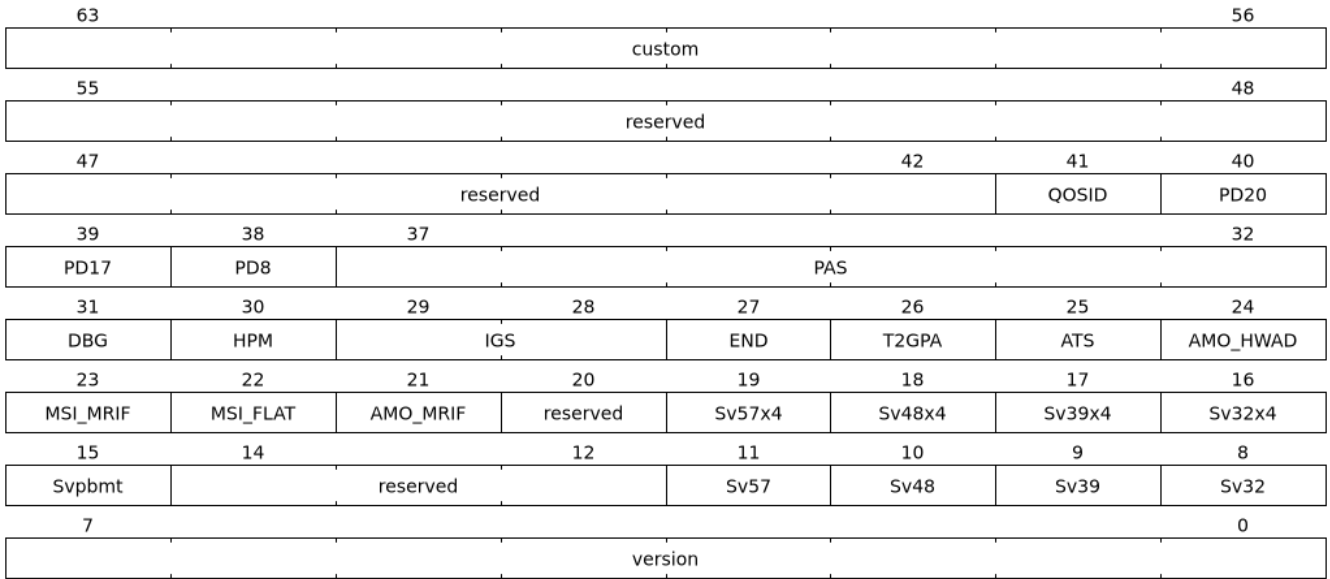 63 56
custom
55 48
reserved
47 42 41 40
reserved QOSID PD20
39 38 37 32
PD17 PD8 PAS
31 30 29 28 27 26 25 24
DBG HPM IGS END T2GPA ATS AMO_HWAD
23 22 21 20 19 18 17 16
MSI_MRIF MSI_FLAT AMO_MRIF reserved Sv57x4 Sv48x4 Sv39x4 Sv32x4
15 14 12 11 10 9 8
Svpbmt reserved Sv57 Sv48 Sv39 Sv32
7 0
version